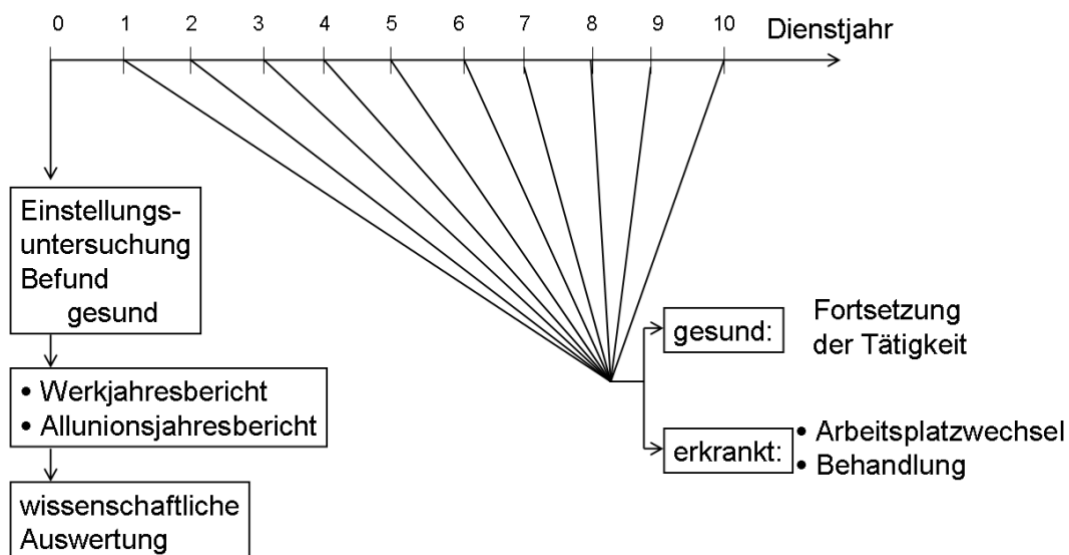 0 1 2 3 4 5 6 7 8 9 10 Dienstjahr
Einstellungs-
untersuchung
Befund
gesund
• Werkjahresbericht
• Allunionsjahresbericht
wissenschaftliche
Auswertung
gesund:
Fortsetzung
der Tätigkeit
erkrankt:
• Arbeitsplatzwechsel
• Behandlung